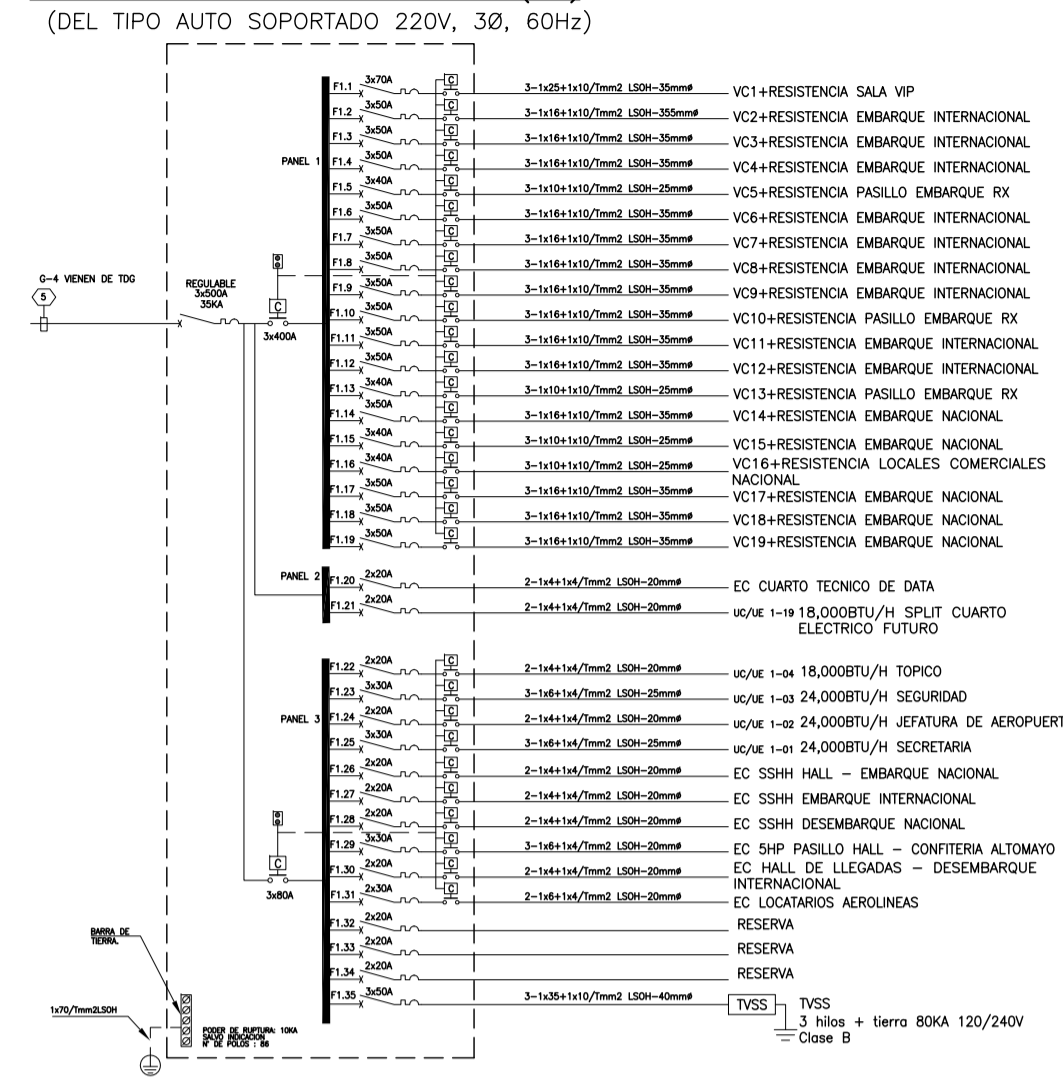 (DEL TIPO AUTO SOPORTADO 220V, 3Ø, 60Hz)
F1.1 3x70A C 3-1x25+1x10/Tmm2 LSOH-35mmø VC1+RESISTENCIA SALA VIP
F1.2 3x50A C 3-1x16+1x10/Tmm2 LSOH-355mmø VC2+RESISTENCIA EMBARQUE INTERNACIONAL
F1.3 3x50A C 3-1x16+1x10/Tmm2 LSOH-35mmø VC3+RESISTENCIA EMBARQUE INTERNACIONAL
PANEL 1
F1.4 3x50A C 3-1x16+1x10/Tmm2 LSOH-35mmø VC4+RESISTENCIA EMBARQUE INTERNACIONAL
F1.5 3x40A C 3-1x10+1x10/Tmm2 LSOH-25mmø VC5+RESISTENCIA PASILLO EMBARQUE RX
F1.6 3x50A C 3-1x16+1x10/Tmm2 LSOH-35mmø VC6+RESISTENCIA EMBARQUE INTERNACIONAL
F1.7 3x50A C 3-1x16+1x10/Tmm2 LSOH-35mmø VC7+RESISTENCIA EMBARQUE INTERNACIONAL
F1.8 3x50A C 3-1x16+1x10/Tmm2 LSOH-35mmø VC8+RESISTENCIA EMBARQUE INTERNACIONAL
F1.9 3x50A C 3-1x16+1x10/Tmm2 LSOH-35mmø VC9+RESISTENCIA EMBARQUE INTERNACIONAL
G-4 VIENEN DE TDG
5
REGULABLE
3x500A
35KA
C
3x400A
F1.10 3x50A C 3-1x16+1x10/Tmm2 LSOH-35mmø VC10+RESISTENCIA PASILLO EMBARQUE RX
F1.11 3x50A C 3-1x16+1x10/Tmm2 LSOH-35mmø VC11+RESISTENCIA EMBARQUE INTERNACIONAL
F1.12 3x50A C 3-1x16+1x10/Tmm2 LSOH-35mmø VC12+RESISTENCIA EMBARQUE INTERNACIONAL
F1.13 3x40A C 3-1x10+1x10/Tmm2 LSOH-25mmø VC13+RESISTENCIA PASILLO EMBARQUE RX
F1.14 3x50A C 3-1x16+1x10/Tmm2 LSOH-35mmø VC14+RESISTENCIA EMBARQUE NACIONAL
F1.15 3x40A C 3-1x10+1x10/Tmm2 LSOH-25mmø VC15+RESISTENCIA EMBARQUE NACIONAL
F1.16 3x40A C 3-1x10+1x10/Tmm2 LSOH-25mmø VC16+RESISTENCIA LOCALES COMERCIALES
NACIONAL
F1.17 3x50A C 3-1x16+1x10/Tmm2 LSOH-35mmø VC17+RESISTENCIA EMBARQUE NACIONAL
F1.18 3x50A C 3-1x16+1x10/Tmm2 LSOH-35mmø VC18+RESISTENCIA EMBARQUE NACIONAL
F1.19 3x50A C 3-1x16+1x10/Tmm2 LSOH-35mmø VC19+RESISTENCIA EMBARQUE NACIONAL
PANEL 2
F1.20 2x20A 2-1x4+1x4/Tmm2 LSOH-20mmø EC CUARTO TECNICO DE DATA
F1.21 2x20A 2-1x4+1x4/Tmm2 LSOH-20mmø UC/UE 1-19 18,000BTU/H SPLIT CUARTO
ELECTRICO FUTURO
F1.22 2x20A C 2-1x4+1x4/Tmm2 LSOH-20mmø UC/UE 1-04 18,000BTU/H TOPICO
F1.23 3x30A C 3-1x6+1x4/Tmm2 LSOH-25mmø UC/UE 1-03 24,000BTU/H SEGURIDAD
PANEL 3
F1.24 2x20A C 2-1x4+1x4/Tmm2 LSOH-20mmø UC/UE 1-02 24,000BTU/H JEFATURA DE AEROPUERT
F1.25 3x30A C 3-1x6+1x4/Tmm2 LSOH-25mmø UC/UE 1-01 24,000BTU/H SECRETARIA
F1.26 2x20A C 2-1x4+1x4/Tmm2 LSOH-20mmø EC SSHH HALL - EMBARQUE NACIONAL
F1.27 2x20A C 2-1x4+1x4/Tmm2 LSOH-20mmø EC SSHH EMBARQUE INTERNACIONAL
F1.28 2x20A C 2-1x4+1x4/Tmm2 LSOH-20mmø EC SSHH DESEMBARQUE NACIONAL
F1.29 3x30A C 3-1x6+1x4/Tmm2 LSOH-25mmø EC 5HP PASILLO HALL - CONFITERIA ALTOMAYO
F1.30 2x20A C 2-1x4+1x4/Tmm2 LSOH-20mmø EC HALL DE LLEGADAS - DESEMBARQUE
INTERNACIONAL
C
3x80A
F1.31 2x30A C 2-1x6+1x4/Tmm2 LSOH-20mmø EC LOCATARIOS AEROLINEAS
F1.32 2x20A RESERVA
F1.33 2x20A RESERVA
F1.34 2x20A RESERVA
F1.35 3x50A 3-1x35+1x10/Tmm2 LSOH-40mmø TVSS TVSS
3 hilos + tierra 80KA 120/240V
Clase B
BARRA DE
TIERRA.
1x70/Tmm2LSOH
PODER DE RUPTURA: 10KA
SALVO INDICACION
N° DE POLOS : 86